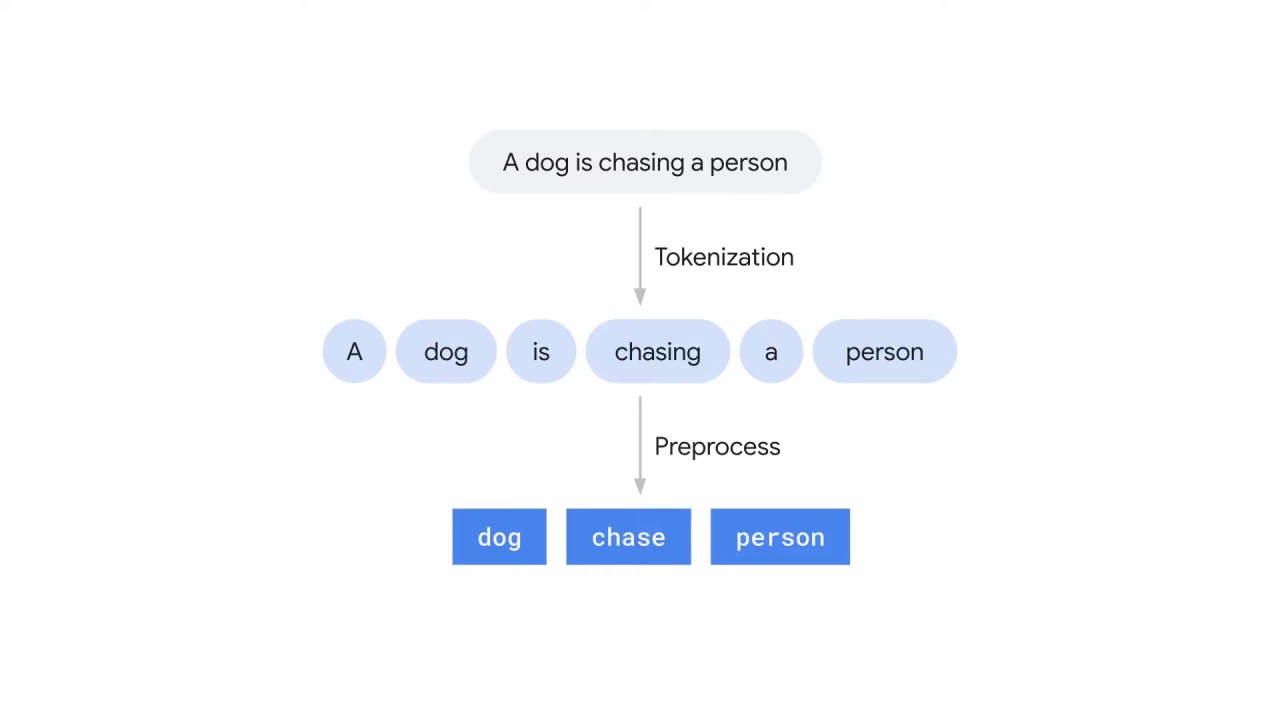 A dog is chasing a person
Tokenization
A dog is chasing a person
Preprocess
dog chase person